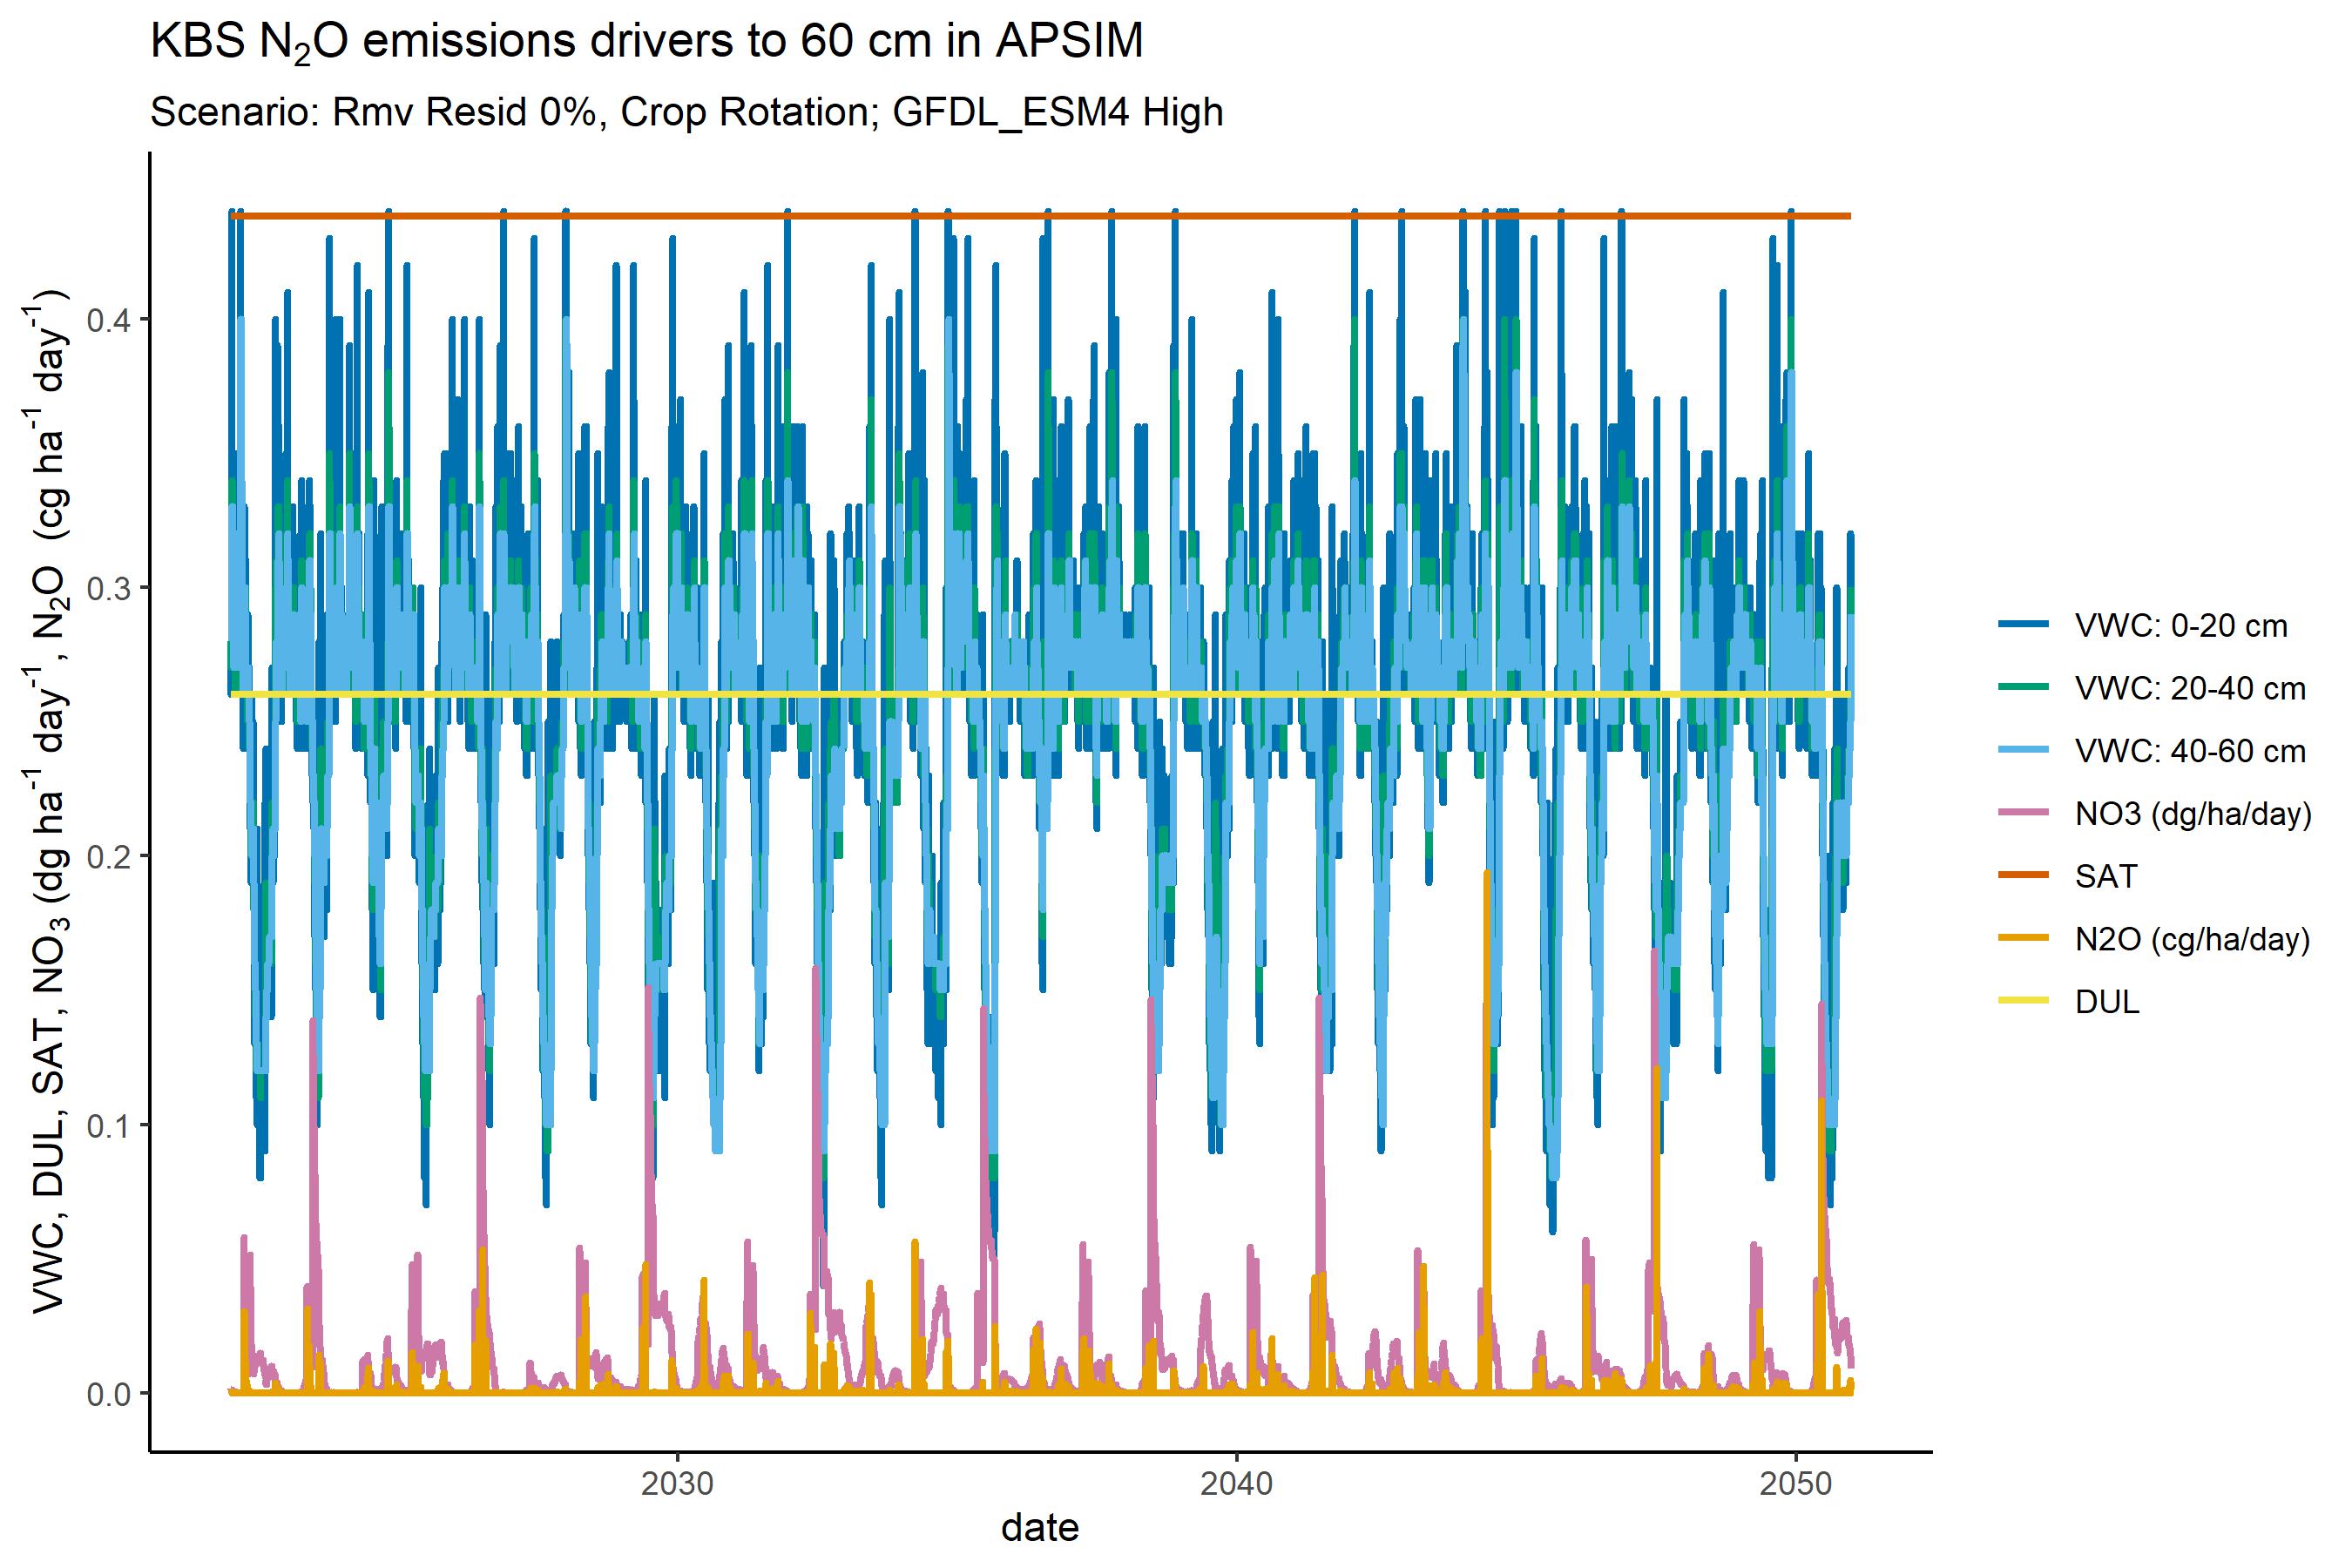 KBS N₂O emissions drivers to 60 cm in APSIM
Scenario: Rmv Resid 0%, Crop Rotation; GFDL_ESM4 High
VWC, DUL, SAT, NO₃ (dg ha⁻¹ day⁻¹, N₂O (cg ha⁻¹ day⁻¹)
0.4
0.3
0.2
0.1
0.0
2030
2040
2050
date
VWC: 0-20 cm
VWC: 20-40 cm
VWC: 40-60 cm
NO3 (dg/ha/day)
SAT
N2O (cg/ha/day)
DUL